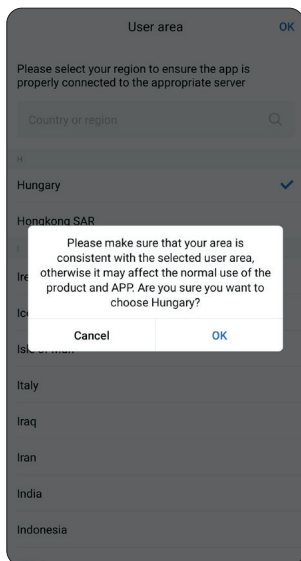 User area
OK
Please select your region to ensure the app is
properly connected to the appropriate server
Country or region
H
Hungary
Hongkong SAR
I
Please make sure that your area is
consistent with the selected user area,
otherwise it may affect the normal use of the
product and APP. Are you sure you want to
choose Hungary?
Cancel
OK
Italy
Iraq
Iran
India
Indonesia